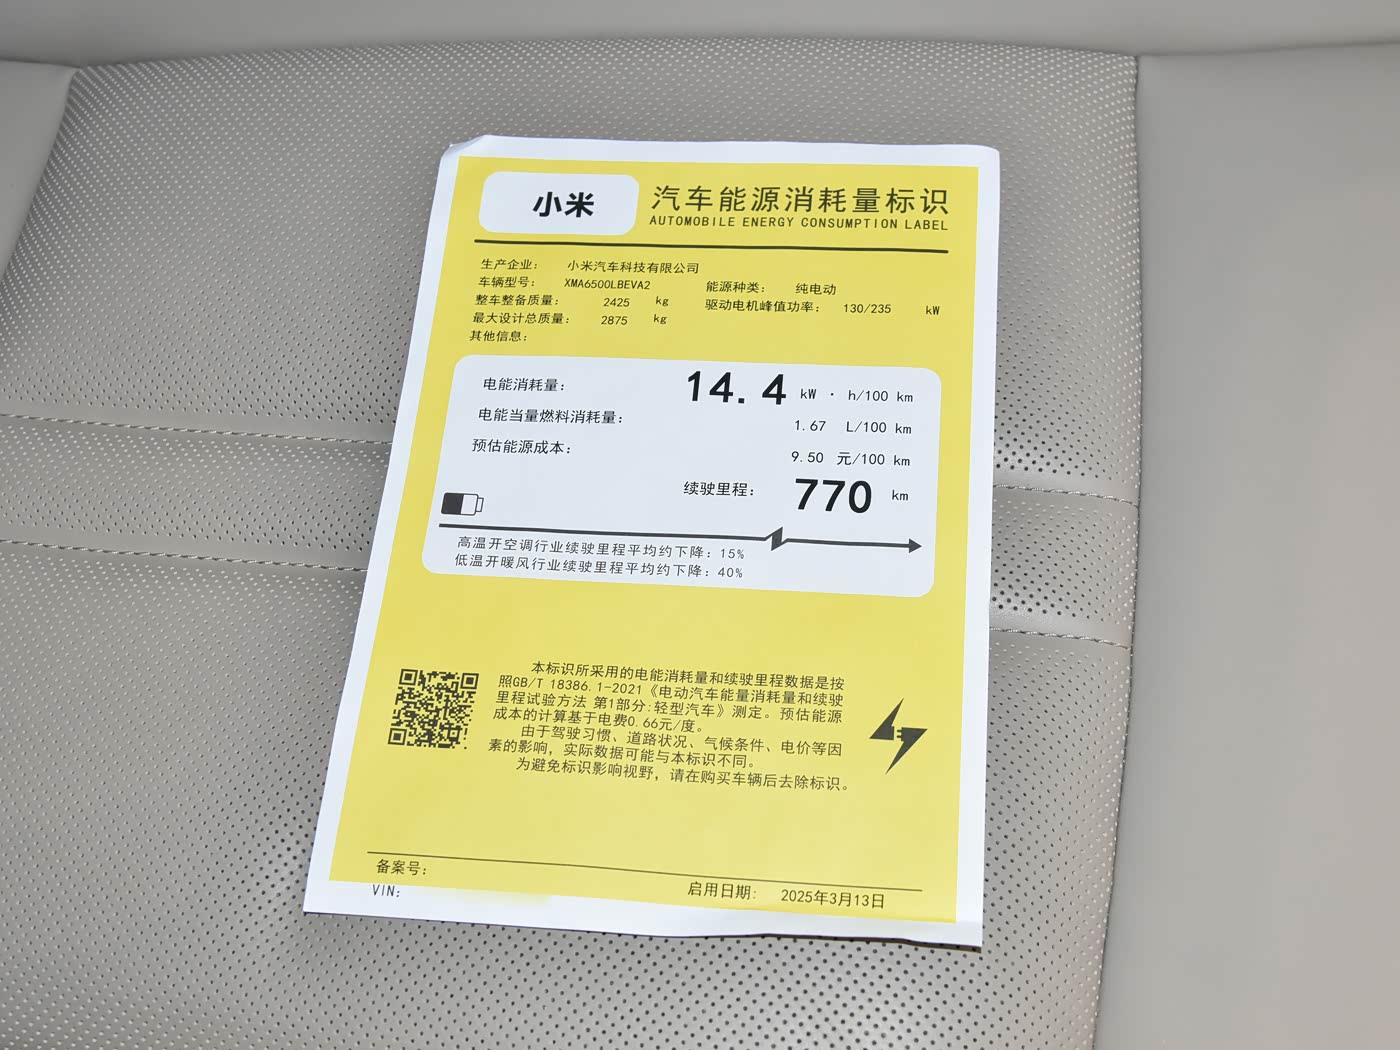 小米
汽车能源消耗量标识
AUTOMOBILE ENERGY CONSUMPTION LABEL
生产企业： 小米汽车科技有限公司
车辆型号： XMA6500LBEVA2 能源种类： 纯电动
整车整备质量： 2425 kg 驱动电机峰值功率： 130/235 kW
最大设计总质量： 2875 kg
其他信息：
电能消耗量： 14.4 kW · h/100 km
电能当量燃料消耗量： 1.67 L/100 km
预估能源成本： 9.50 元/100 km
续驶里程： 770 km
高温开空调行业续驶里程平均约下降：15%
低温开暖风行业续驶里程平均约下降：40%
本标识所采用的电能消耗量和续驶里程数据是按
照GB/T 18386.1-2021《电动汽车能量消耗量和续驶
里程试验方法 第1部分:轻型汽车》测定。预估能源
成本的计算基于电费0.66元/度。
由于驾驶习惯、道路状况、气候条件、电价等因
素的影响，实际数据可能与本标识不同。
为避免标识影响视野，请在购买车辆后去除标识。
备案号：
VIN: 启用日期： 2025年3月13日